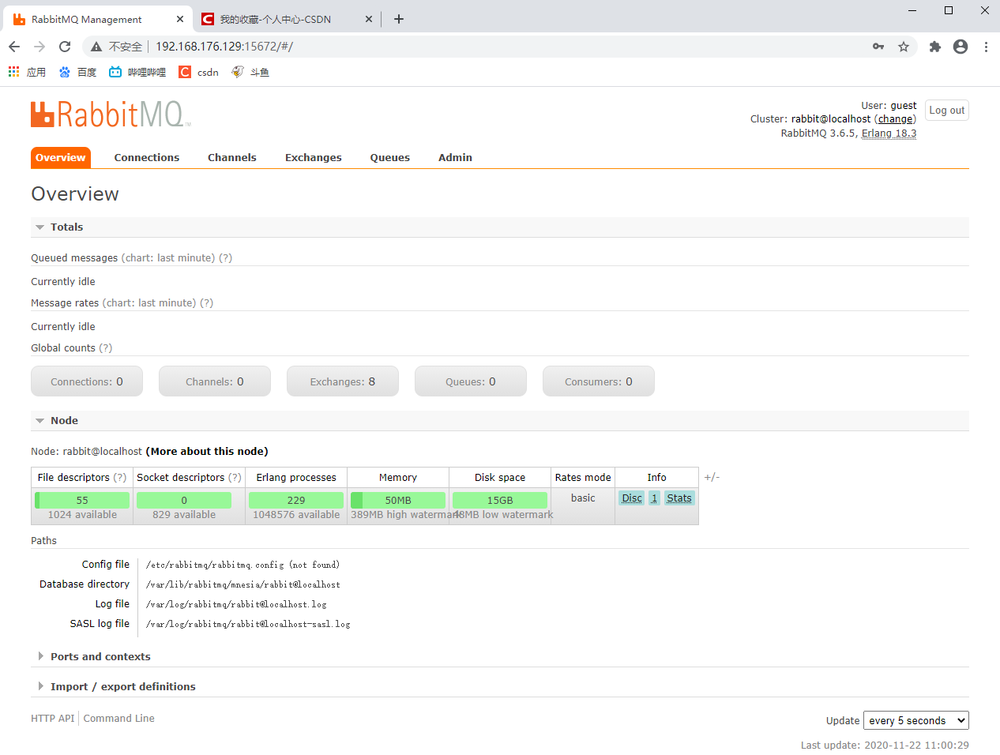 RabbitMQ Management
我的收藏-个人中心-CSDN
不安全 192.168.176.129:15672/#/
应用 百度 哔哩哔哩 csdn 斗鱼
RabbitMQ™
User: guest
Cluster: rabbit@localhost (change)
RabbitMQ 3.6.5, Erlang 18.3
Log out
Overview Connections Channels Exchanges Queues Admin
Overview
Totals
Queued messages (chart: last minute) (?)
Currently idle
Message rates (chart: last minute) (?)
Currently idle
Global counts (?)
Connections: 0 Channels: 0 Exchanges: 8 Queues: 0 Consumers: 0
Node
Node: rabbit@localhost (More about this node)
File descriptors (?) Socket descriptors (?) Erlang processes Memory Disk space Rates mode Info +/-
55 0 229 50MB 15GB basic Disc 1 Stats
1024 available 829 available 1048576 available 389MB high watermark 48MB low watermark
Paths
Config file /etc/rabbitmq/rabbitmq.config (not found)
Database directory /var/lib/rabbitmq/mnesia/rabbit@localhost
Log file /var/log/rabbitmq/rabbit@localhost.log
SASL log file /var/log/rabbitmq/rabbit@localhost-sasl.log
Ports and contexts
Import / export definitions
HTTP API Command Line
Update every 5 seconds
Last update: 2020-11-22 11:00:29